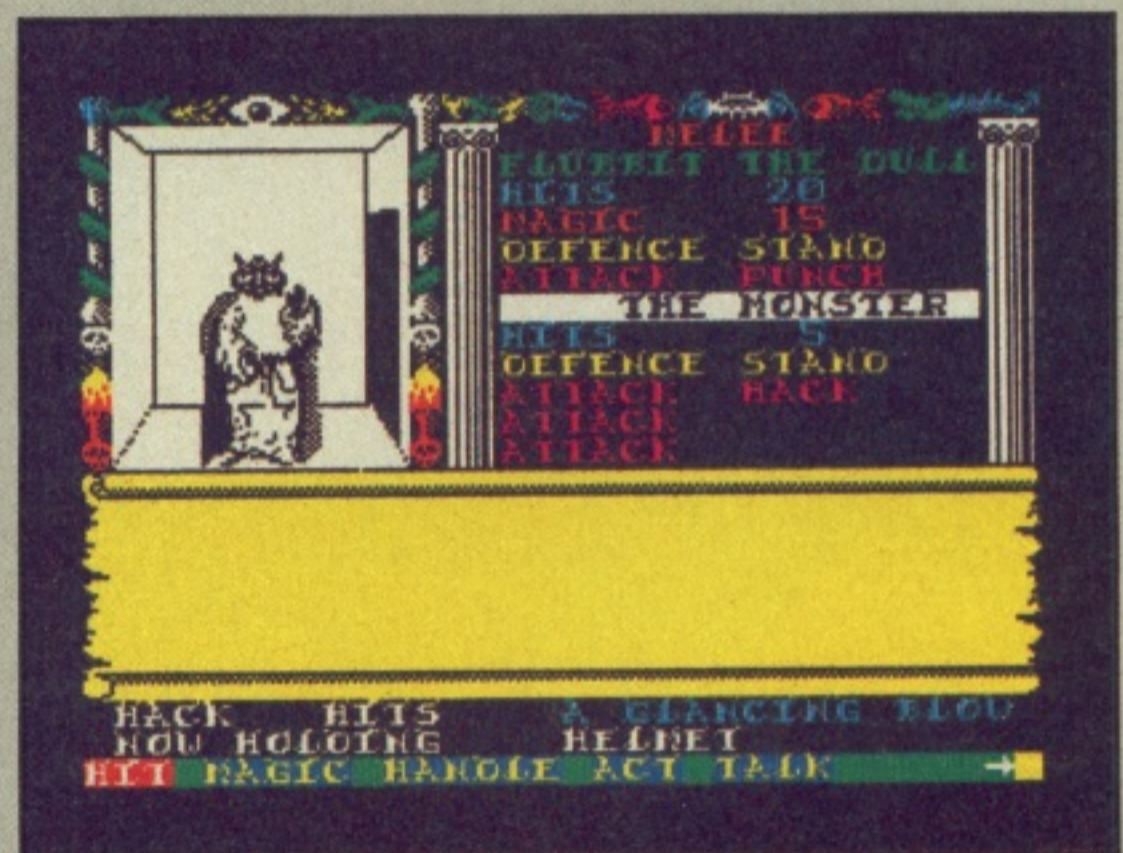 MELEE
FLUBBIT THE DULL
HITS 20
MAGIC 15
DEFENCE STAND
ATTACK PUNCH
THE MONSTER
HITS 5
DEFENCE STAND
ATTACK HACK
ATTACK
ATTACK
HACK HITS A GLANCING BLOW
NOW HOLDING HELMET
HIT MAGIC HANDLE ACT TALK →